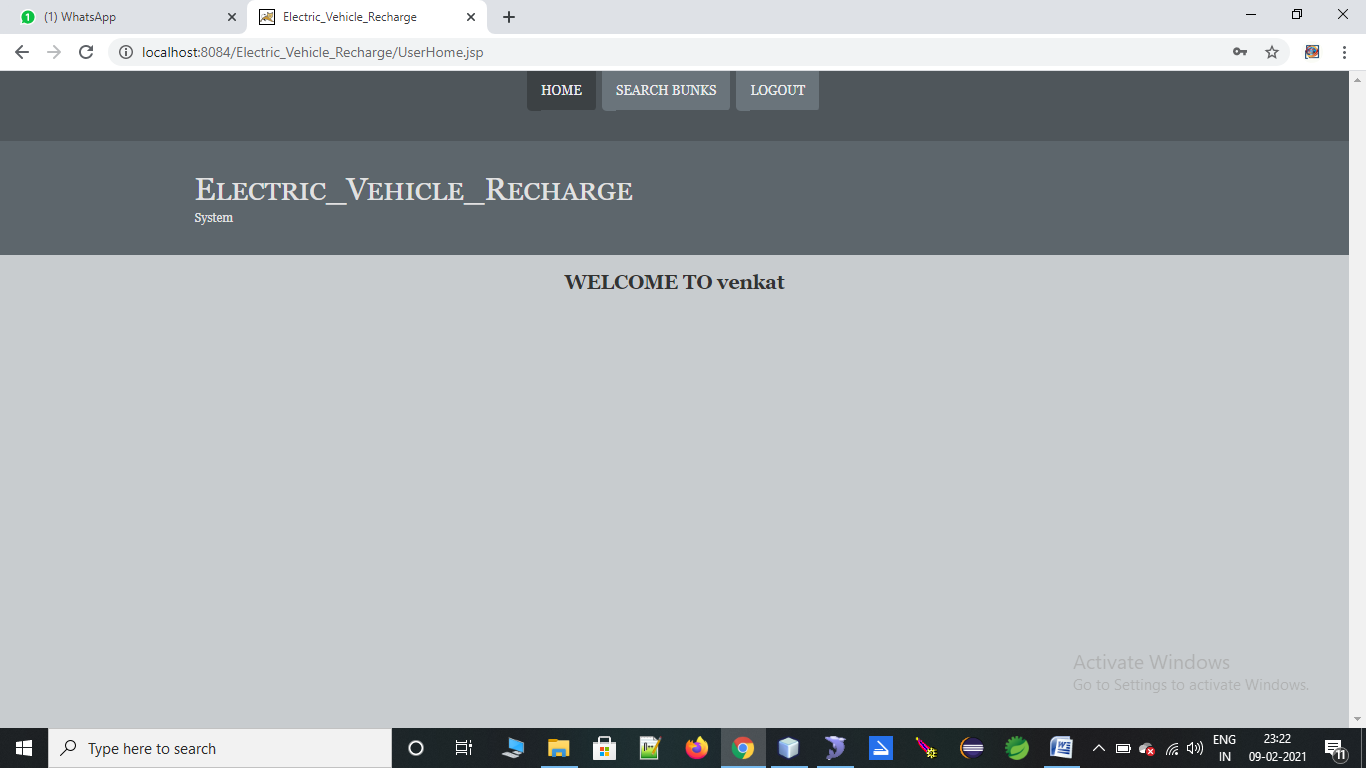 (1) WhatsApp
Electric_Vehicle_Recharge
localhost:8084/Electric_Vehicle_Recharge/UserHome.jsp
HOME SEARCH BUNKS LOGOUT
Electric_Vehicle_Recharge
System
WELCOME TO venkat
Activate Windows
Go to Settings to activate Windows.
Type here to search
ENG
IN
23:22
09-02-2021
11